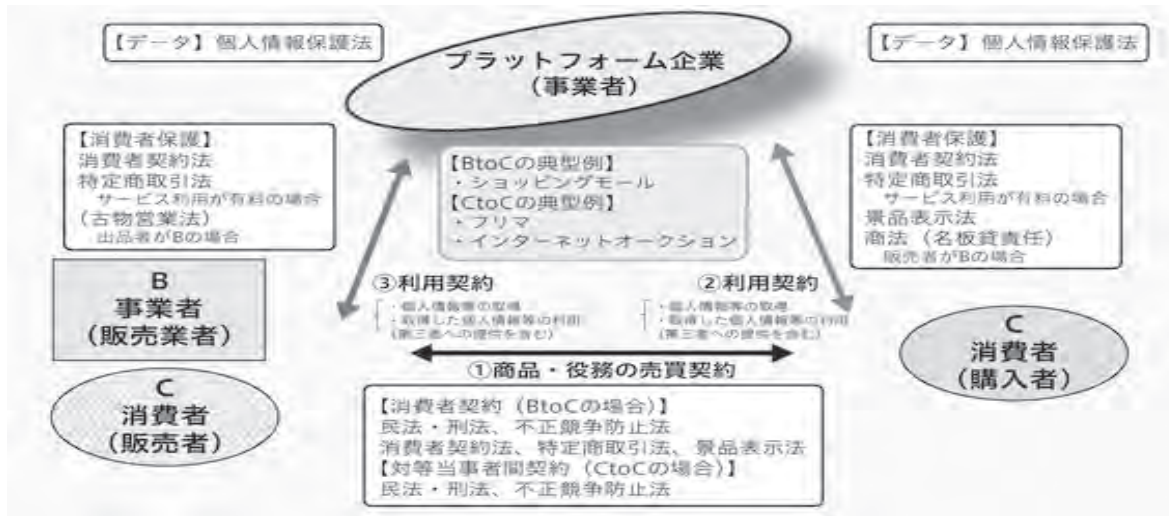 【データ】個人情報保護法
プラットフォーム企業
(事業者)
【データ】個人情報保護法
【消費者保護】
消費者契約法
特定商取引法
サービス利用が有料の場合
(古物営業法)
出品者がBの場合
【BtoCの典型例】
・ショッピングモール
【CtoCの典型例】
・フリマ
・インターネットオークション
【消費者保護】
消費者契約法
特定商取引法
サービス利用が有料の場合
景品表示法
商法(名板貸責任)
販売者がBの場合
B
事業者
(販売業者)
C
消費者
(販売者)
③利用契約
・個人情報等の取得
・取得した個人情報等の利用
(第三者への提供を含む)
②利用契約
・個人情報等の取得
・取得した個人情報等の利用
(第三者への提供を含む)
C
消費者
(購入者)
①商品・役務の売買契約
【消費者契約(BtoCの場合)】
民法・刑法、不正競争防止法
消費者契約法、特定商取引法、景品表示法
【対等当事者間契約(CtoCの場合)】
民法・刑法、不正競争防止法